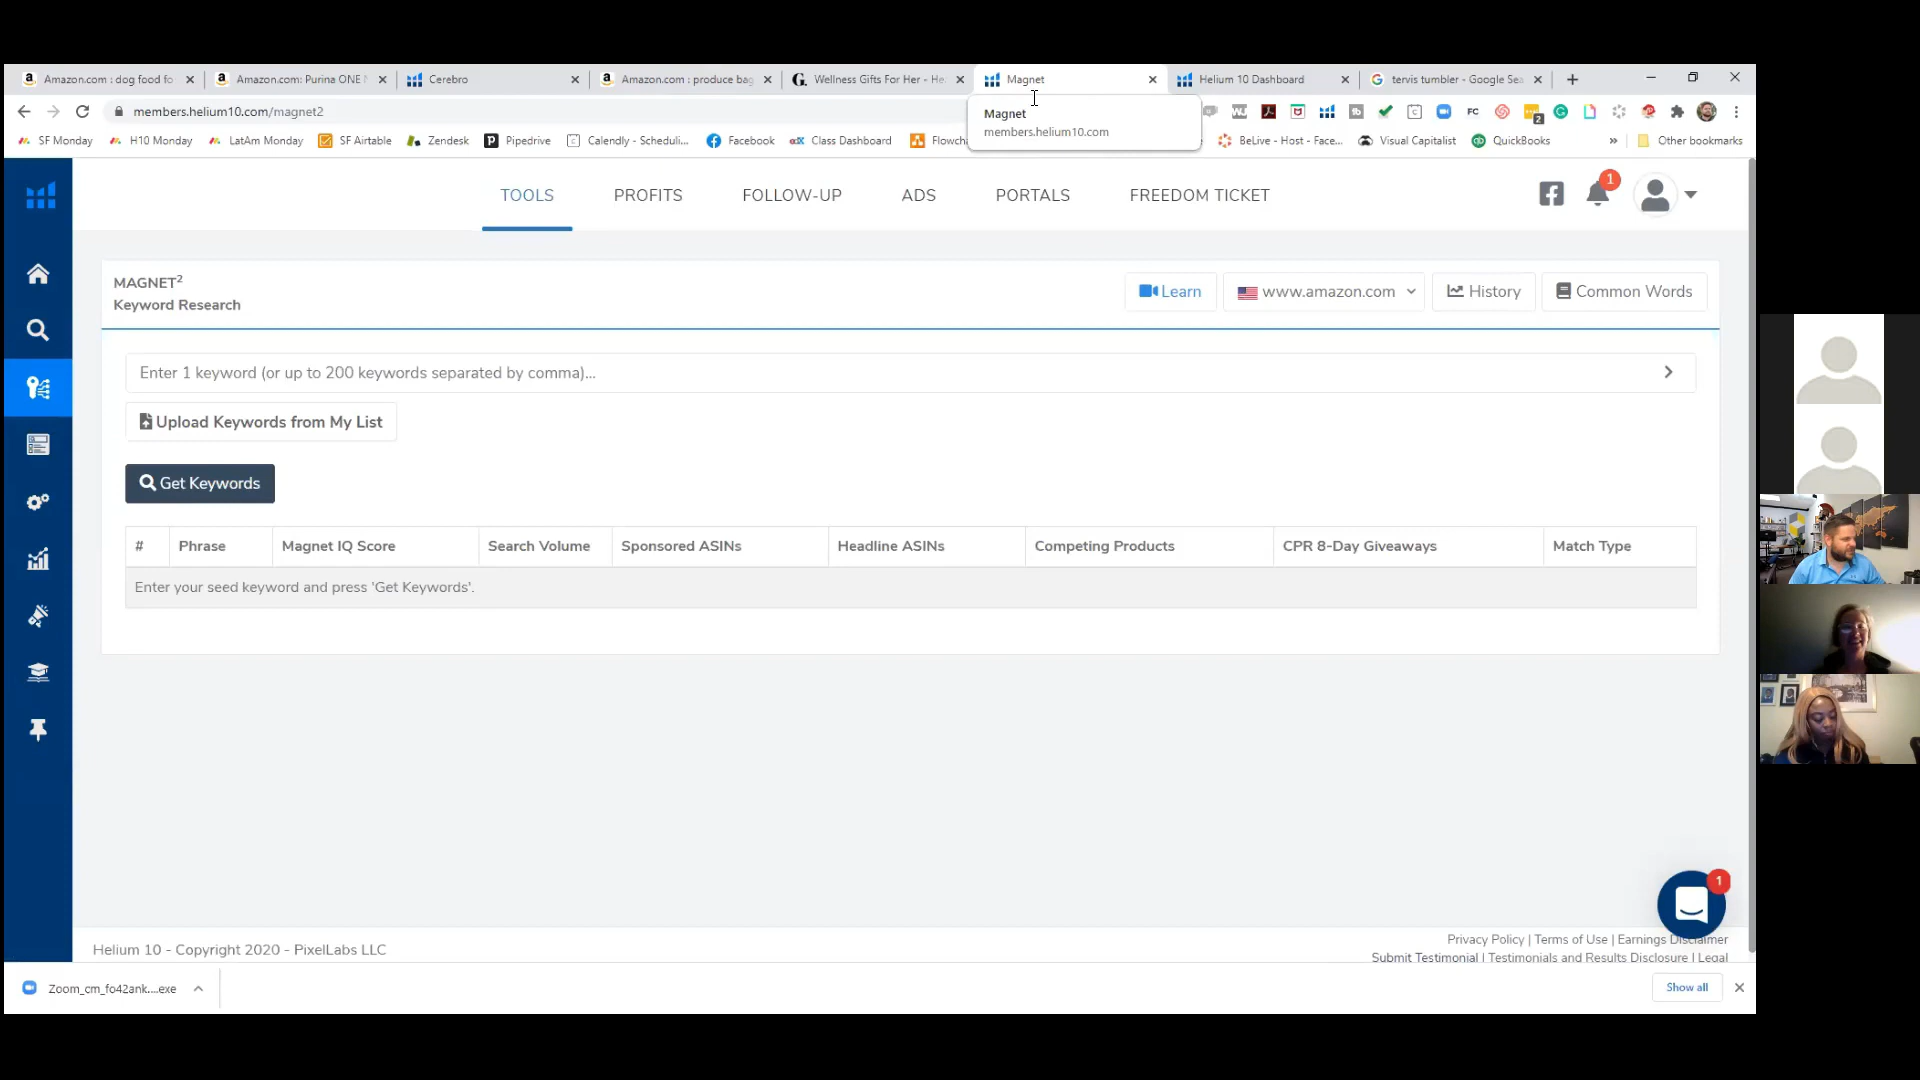 Amazon.com : dog food fo
Amazon.com: Purina ONE N
Cerebro
Amazon.com : produce bag
Wellness Gifts For Her - He
Magnet
Helium 10 Dashboard
tervis tumbler - Google Sea
members.helium10.com/magnet2
Magnet
members.helium10.com
SF Monday
H10 Monday
LatAm Monday
SF Airtable
Zendesk
Pipedrive
Calendly - Scheduli...
Facebook
Class Dashboard
Flowcha
BeLive - Host - Face...
Visual Capitalist
QuickBooks
»
Other bookmarks
TOOLS
PROFITS
FOLLOW-UP
ADS
PORTALS
FREEDOM TICKET
1
MAGNET²
Keyword Research
Learn
www.amazon.com
History
Common Words
Enter 1 keyword (or up to 200 keywords separated by comma)...
Upload Keywords from My List
Get Keywords
# Phrase Magnet IQ Score Search Volume Sponsored ASINs Headline ASINs Competing Products CPR 8-Day Giveaways Match Type
Enter your seed keyword and press 'Get Keywords'.
1
Helium 10 - Copyright 2020 - PixelLabs LLC
Privacy Policy | Terms of Use | Earnings Disclaimer
Submit Testimonial | Testimonials and Results Disclosure | Legal
Zoom_cm_fo42ank....exe
Show all